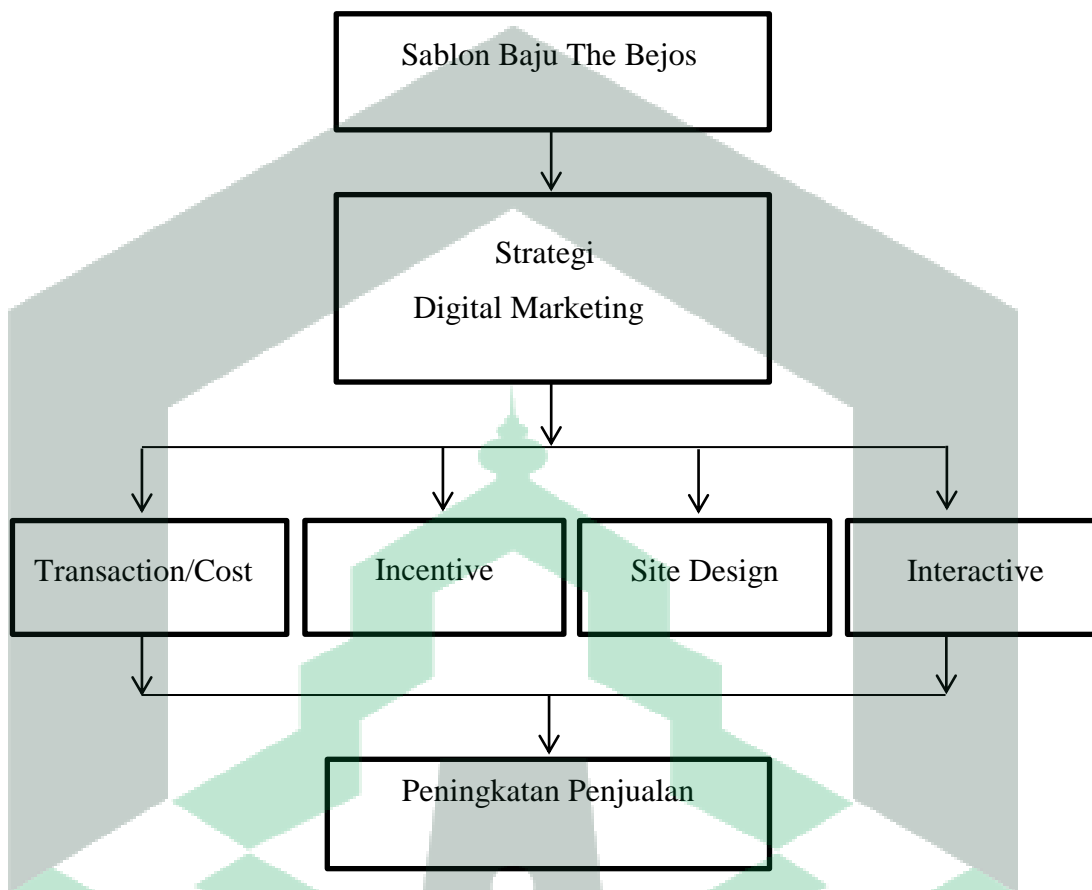 Sablon Baju The Bejos
Strategi
Digital Marketing
Transaction/Cost
Incentive
Site Design
Interactive
Peningkatan Penjualan